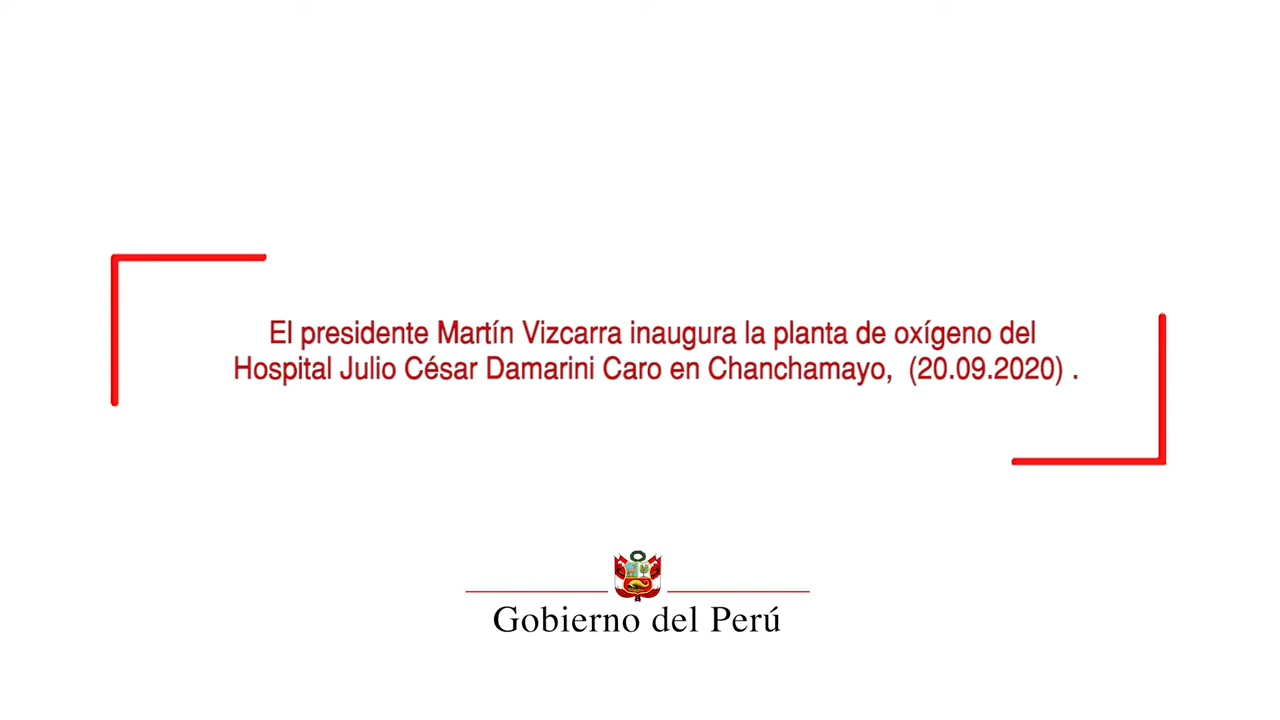 El presidente Martín Vizcarra inaugura la planta de oxígeno del
Hospital Julio César Damarini Caro en Chanchamayo,  (20.09.2020) .
Gobierno del Perú